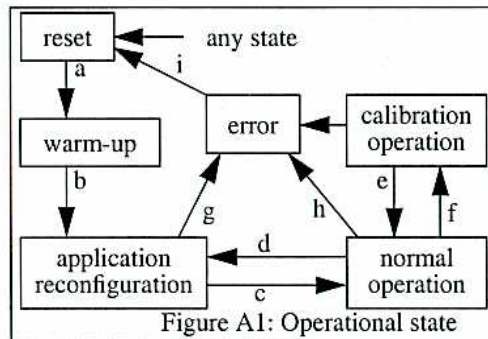 reset
any state
a
i
warm-up
error
calibration
operation
b
g
h
e
f
application
reconfiguration
d
c
normal
operation
Figure A1: Operational state